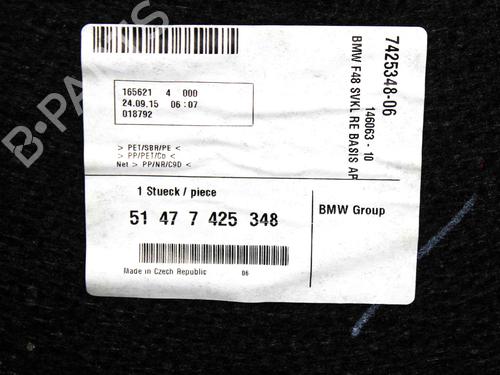 165621 4 000
24.09.15 06:07
018792
> PET/SBR/PE <
> PP/PET/Co <
Net > PP/NR/C9D <
1 Stueck / piece
51 47 7 425 348
Made in Czech Republic 06
BMW Group
7425348-06
146063 - 10
BMW F48 SVKL RE BASIS AF
B-PARTS